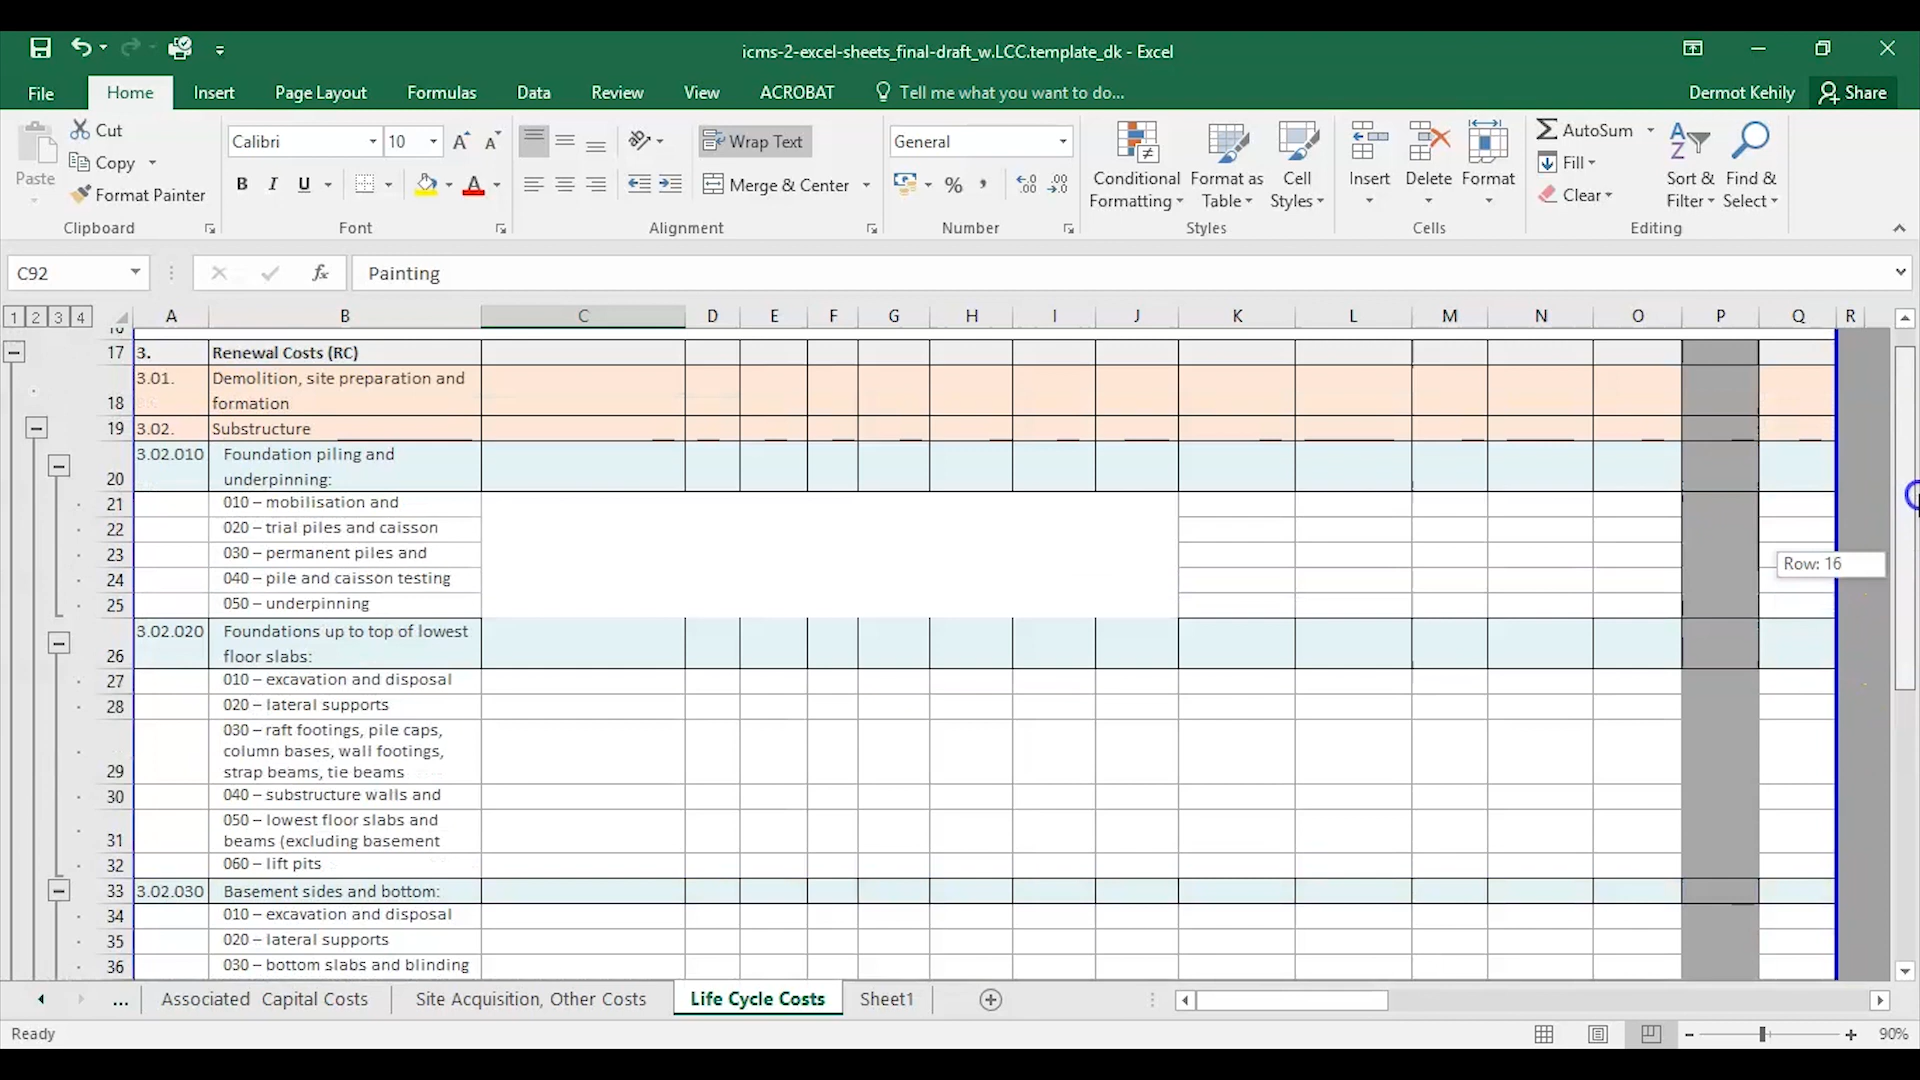 icms-2-excel-sheets_final-draft_w.LCC.template_dk - Excel
File Home Insert Page Layout Formulas Data Review View ACROBAT Tell me what you want to do... Dermot Kehily Share
Paste
Cut
Copy
Format Painter
Clipboard
Calibri 10
B I U
Font
Wrap Text
Merge & Center
Alignment
General
%
Number
Conditional Formatting
Format as Table
Cell Styles
Styles
Insert Delete Format
Cells
AutoSum
Fill
Clear
Sort & Filter
Find & Select
Editing
C92 fx Painting
1 2 3 4 A B C D E F G H I J K L M N O P Q R
17 3. Renewal Costs (RC)
18 3.01. Demolition, site preparation and
formation
19 3.02. Substructure
20 3.02.010 Foundation piling and
underpinning:
21 010 – mobilisation and
22 020 – trial piles and caisson
23 030 – permanent piles and
24 040 – pile and caisson testing
25 050 – underpinning
26 3.02.020 Foundations up to top of lowest
floor slabs:
27 010 – excavation and disposal
28 020 – lateral supports
29 030 – raft footings, pile caps,
column bases, wall footings,
strap beams, tie beams
30 040 – substructure walls and
31 050 – lowest floor slabs and
beams (excluding basement
32 060 – lift pits
33 3.02.030 Basement sides and bottom:
34 010 – excavation and disposal
35 020 – lateral supports
36 030 – bottom slabs and blinding
Row: 16
... Associated Capital Costs Site Acquisition, Other Costs Life Cycle Costs Sheet1
Ready 90%